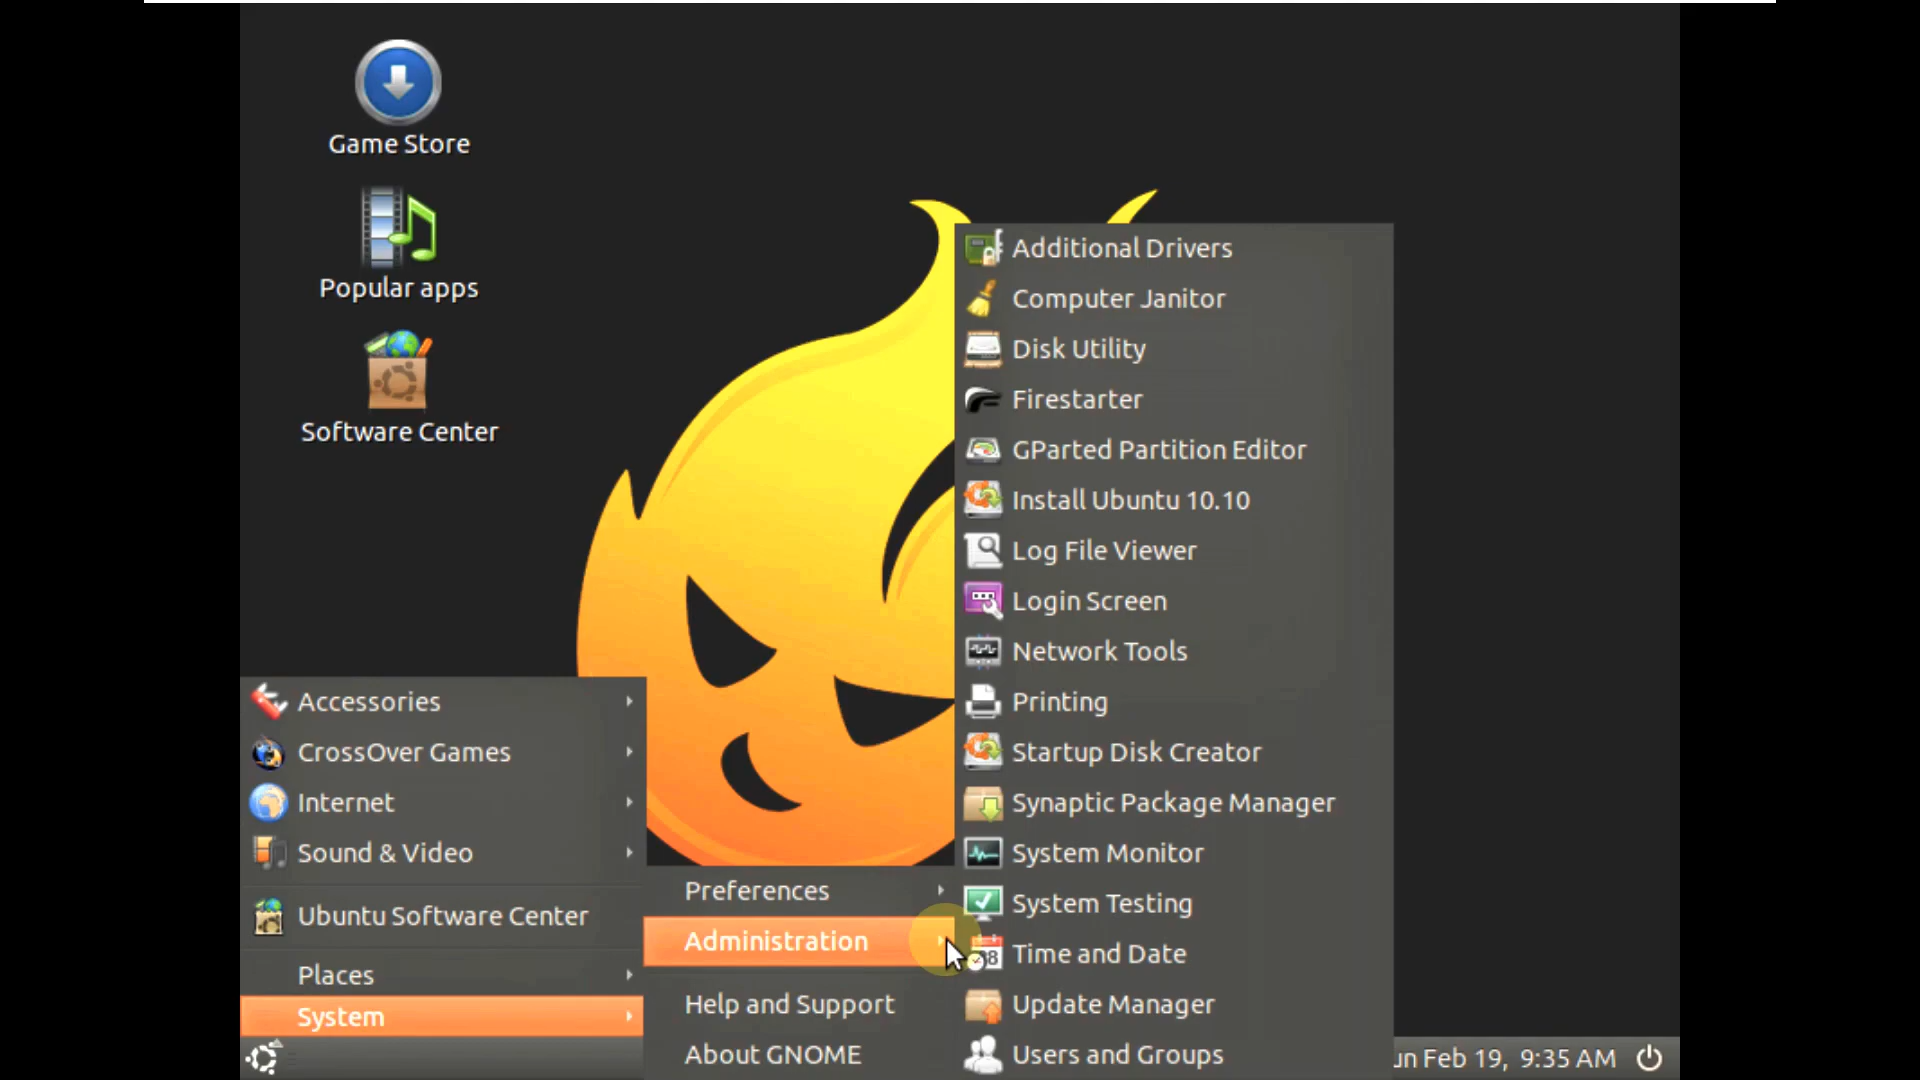 Game Store
Popular apps
Software Center
Accessories
CrossOver Games
Internet
Sound & Video
Ubuntu Software Center
Places
System
Preferences
Administration
Help and Support
About GNOME
Additional Drivers
Computer Janitor
Disk Utility
Firestarter
GParted Partition Editor
Install Ubuntu 10.10
Log File Viewer
Login Screen
Network Tools
Printing
Startup Disk Creator
Synaptic Package Manager
System Monitor
System Testing
Time and Date
Update Manager
Users and Groups
un Feb 19, 9:35 AM